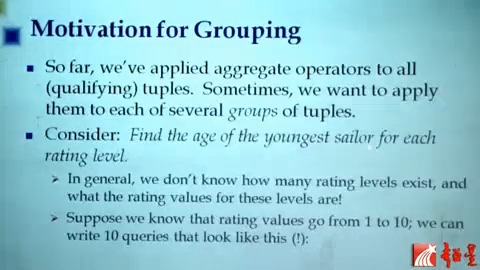 Motivation for Grouping
So far, we've applied aggregate operators to all
(qualifying) tuples. Sometimes, we want to apply
them to each of several groups of tuples.
Consider: Find the age of the youngest sailor for each
rating level.
In general, we don't know how many rating levels exist, and
what the rating values for these levels are!
Suppose we know that rating values go from 1 to 10; we can
write 10 queries that look like this (!):